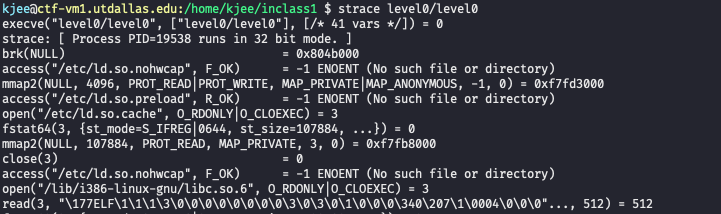 kjee@ctf-vm1.utdallas.edu:/home/kjee/inclass1 $ strace level0/level0
execve("level0/level0", ["level0/level0"], [/* 41 vars */]) = 0
strace: [ Process PID=19538 runs in 32 bit mode. ]
brk(NULL) = 0x804b000
access("/etc/ld.so.nohwcap", F_OK) = -1 ENOENT (No such file or directory)
mmap2(NULL, 4096, PROT_READ|PROT_WRITE, MAP_PRIVATE|MAP_ANONYMOUS, -1, 0) = 0xf7fd3000
access("/etc/ld.so.preload", R_OK) = -1 ENOENT (No such file or directory)
open("/etc/ld.so.cache", O_RDONLY|O_CLOEXEC) = 3
fstat64(3, {st_mode=S_IFREG|0644, st_size=107884, ...}) = 0
mmap2(NULL, 107884, PROT_READ, MAP_PRIVATE, 3, 0) = 0xf7fb8000
close(3) = 0
access("/etc/ld.so.nohwcap", F_OK) = -1 ENOENT (No such file or directory)
open("/lib/i386-linux-gnu/libc.so.6", O_RDONLY|O_CLOEXEC) = 3
read(3, "\177ELF\1\1\1\3\0\0\0\0\0\0\0\0\3\0\3\0\1\0\0\0\340\207\1\0004\0\0\0"..., 512) = 512